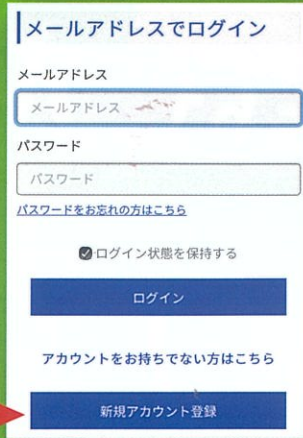 メールアドレスでログイン
メールアドレス
メールアドレス
パスワード
パスワード
パスワードをお忘れの方はこちら
ログイン状態を保持する
ログイン
アカウントをお持ちでない方はこちら
新規アカウント登録